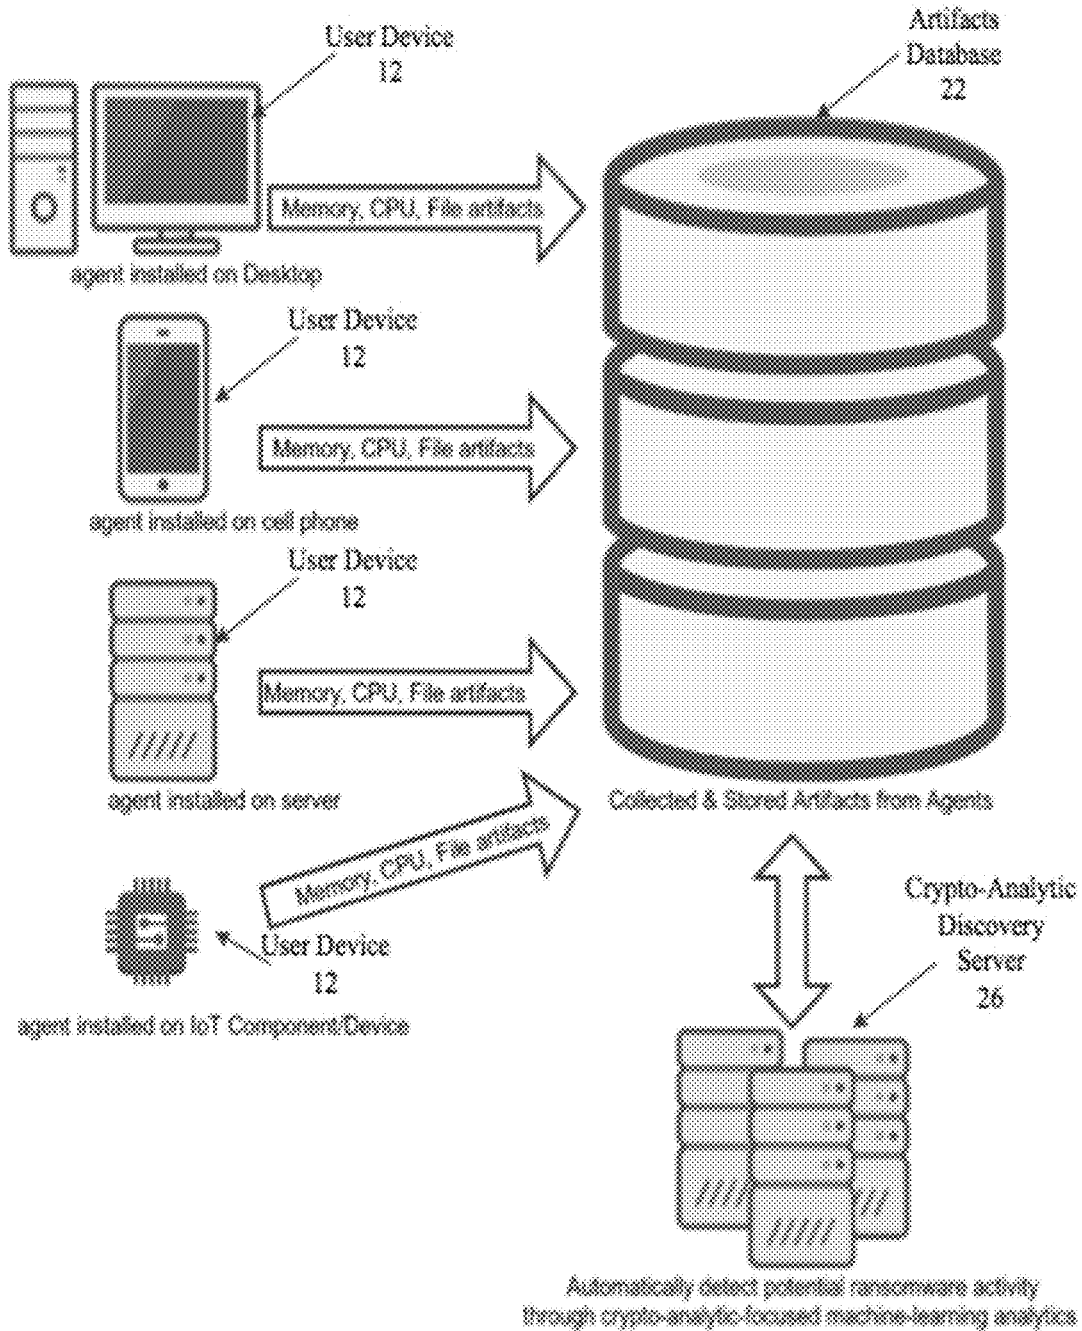 User Device
12
Artifacts
Database
22
Memory, CPU, File artifacts
agent installed on Desktop
User Device
12
Memory, CPU, File artifacts
agent installed on cell phone
User Device
12
Memory, CPU, File artifacts
agent installed on server
Collected & Stored Artifacts from Agents
Memory, CPU, File artifacts
User Device
12
agent installed on IoT Component/Device
Crypto-Analytic
Discovery
Server
26
Automatically detect potential ransomware activity
through crypto-analytic-focused machine-learning analytics